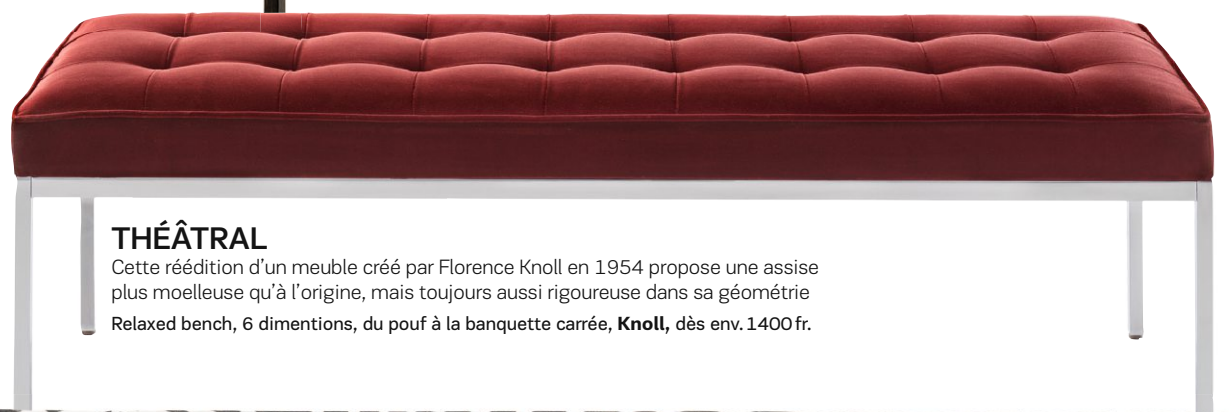 THÉÂTRAL
Cette réédition d'un meuble créé par Florence Knoll en 1954 propose une assise
plus moelleuse qu'à l'origine, mais toujours aussi rigoureuse dans sa géométrie
Relaxed bench, 6 dimentions, du pouf à la banquette carrée, Knoll, dès env. 1400 fr.